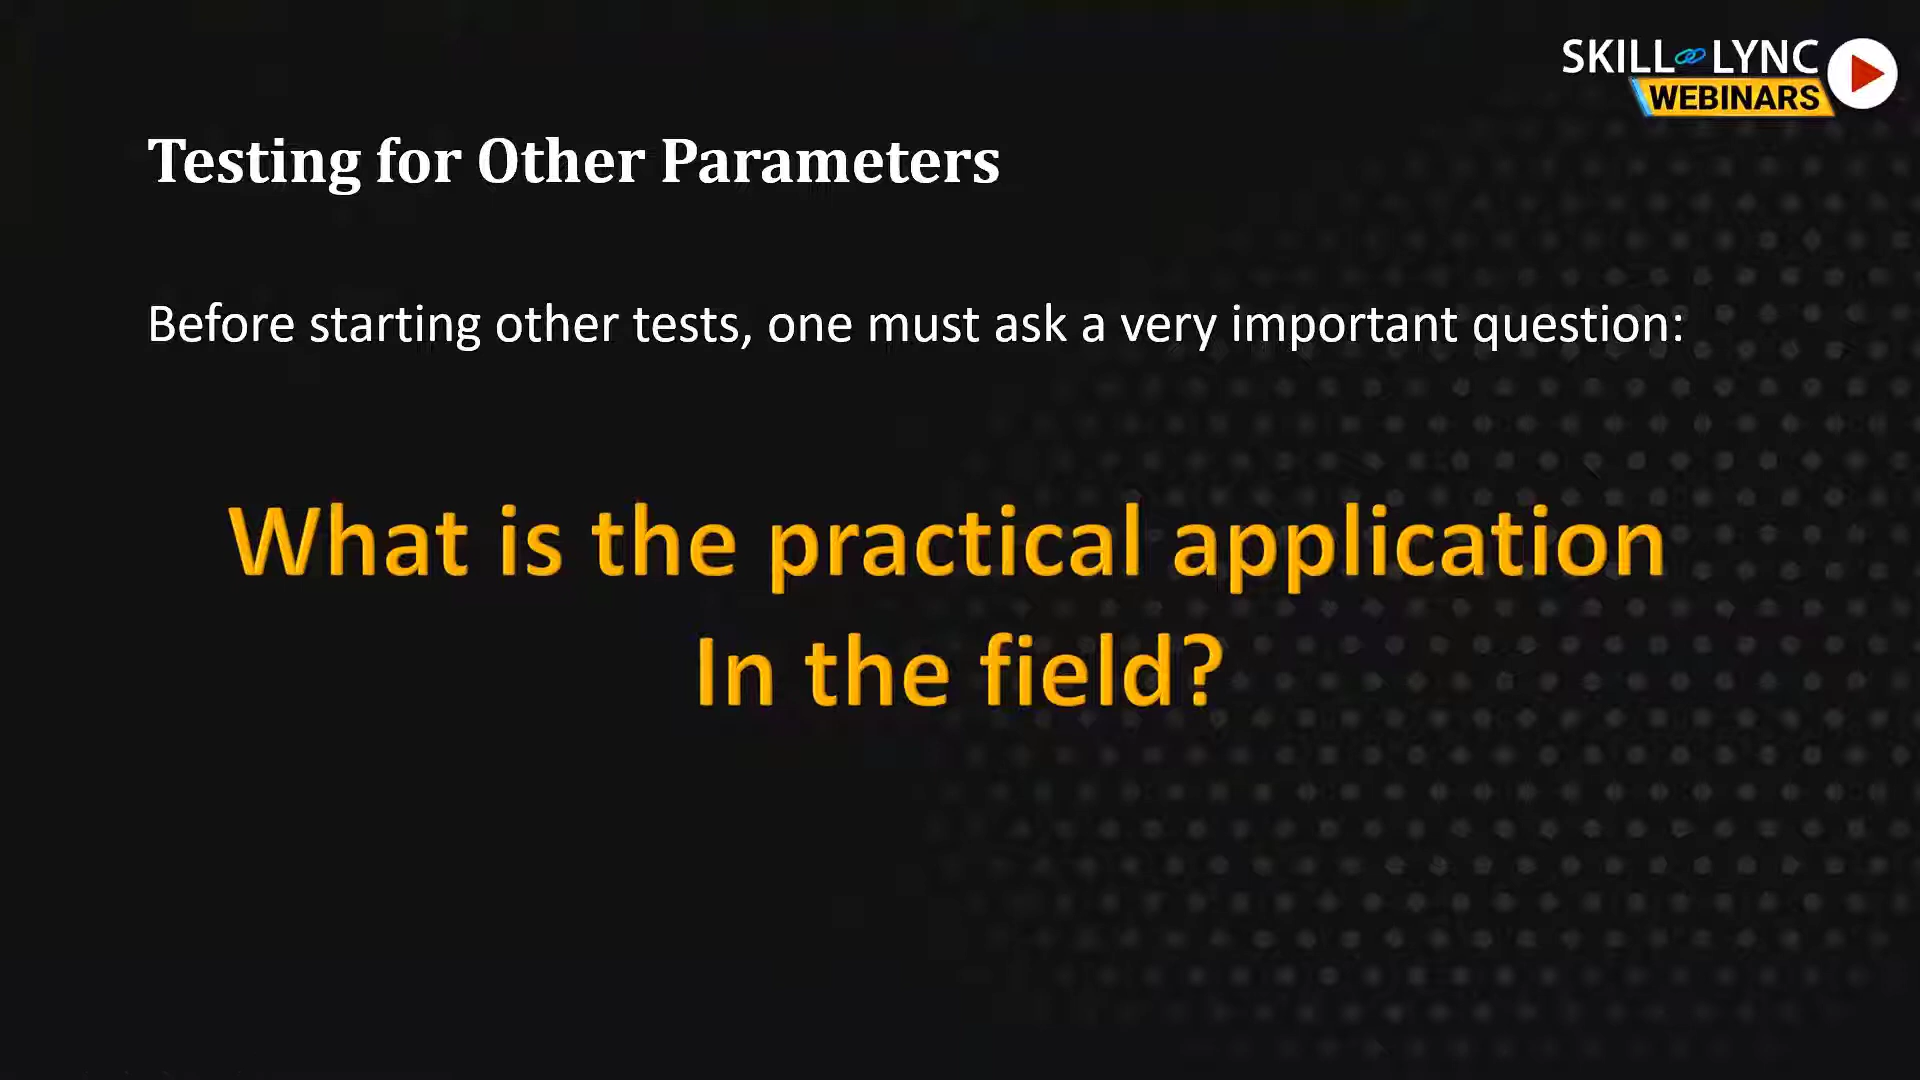 SKILL LYNC
WEBINARS
Testing for Other Parameters
Before starting other tests, one must ask a very important question:
What is the practical application
In the field?